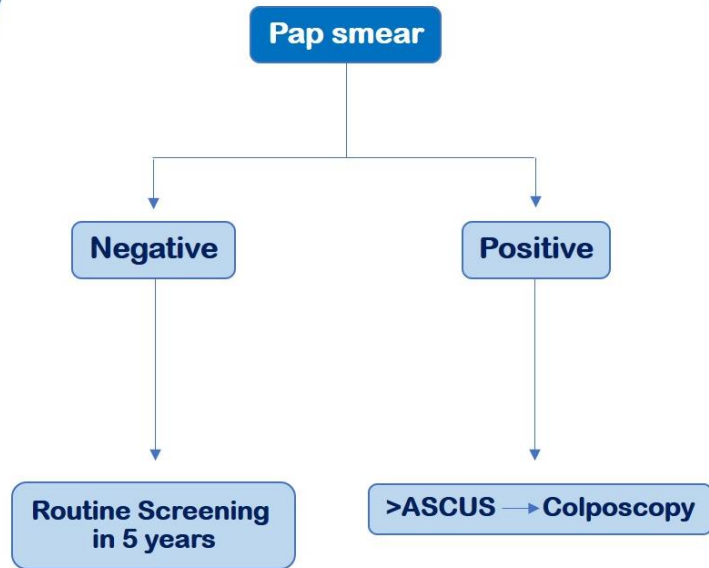 Pap smear
Negative
Positive
Routine Screening
in 5 years
>ASCUS → Colposcopy